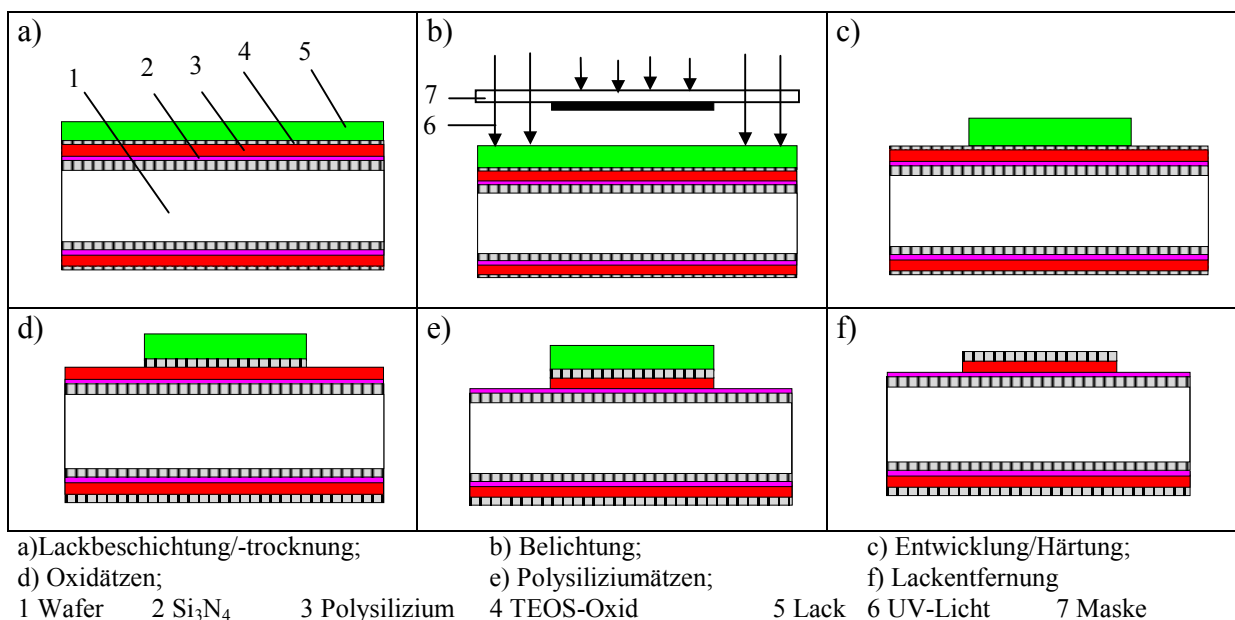 a)
1
2
3
4
5
b)
7
6
c)
d)
e)
f)
a)Lackbeschichtung/-trocknung; b) Belichtung; c) Entwicklung/Härtung;
d) Oxidätzen; e) Polysiliziumätzen; f) Lackentfernung
1 Wafer 2 Si₃N₄ 3 Polysilizium 4 TEOS-Oxid 5 Lack 6 UV-Licht 7 Maske